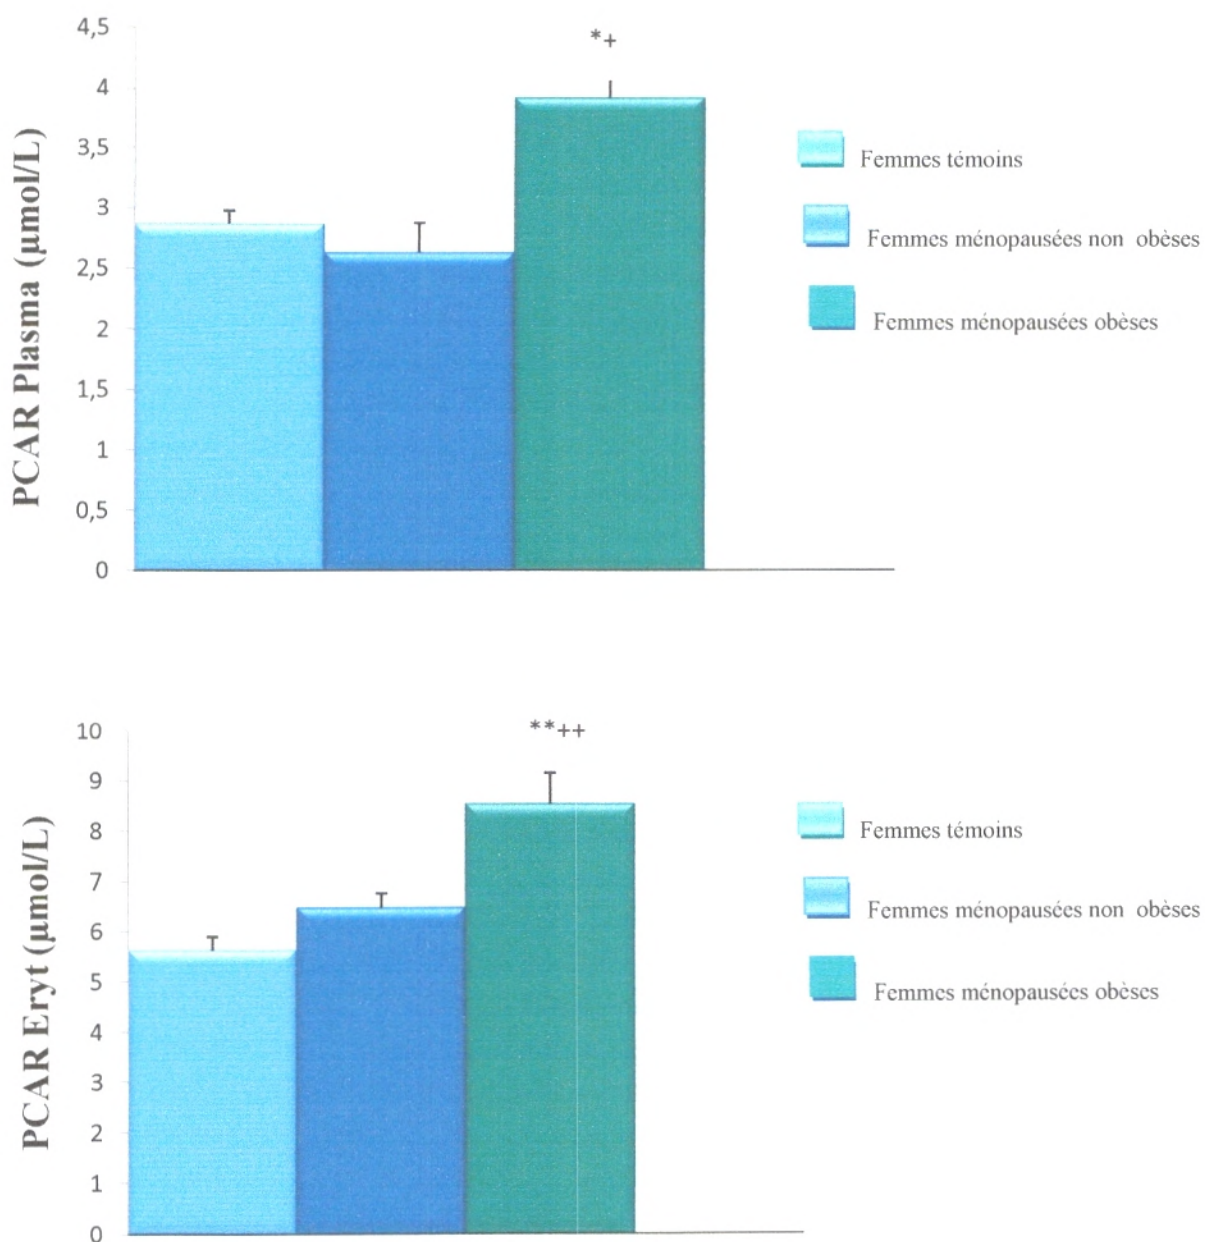 PCAR Plasma (µmol/L)
4,5
4
3,5
3
2,5
2
1,5
1
0,5
0
*+
Femmes témoins
Femmes ménopausées non obèses
Femmes ménopausées obèses
PCAR Eryt (µmol/L)
10
9
8
7
6
5
4
3
2
1
0
**++
Femmes témoins
Femmes ménopausées non obèses
Femmes ménopausées obèses